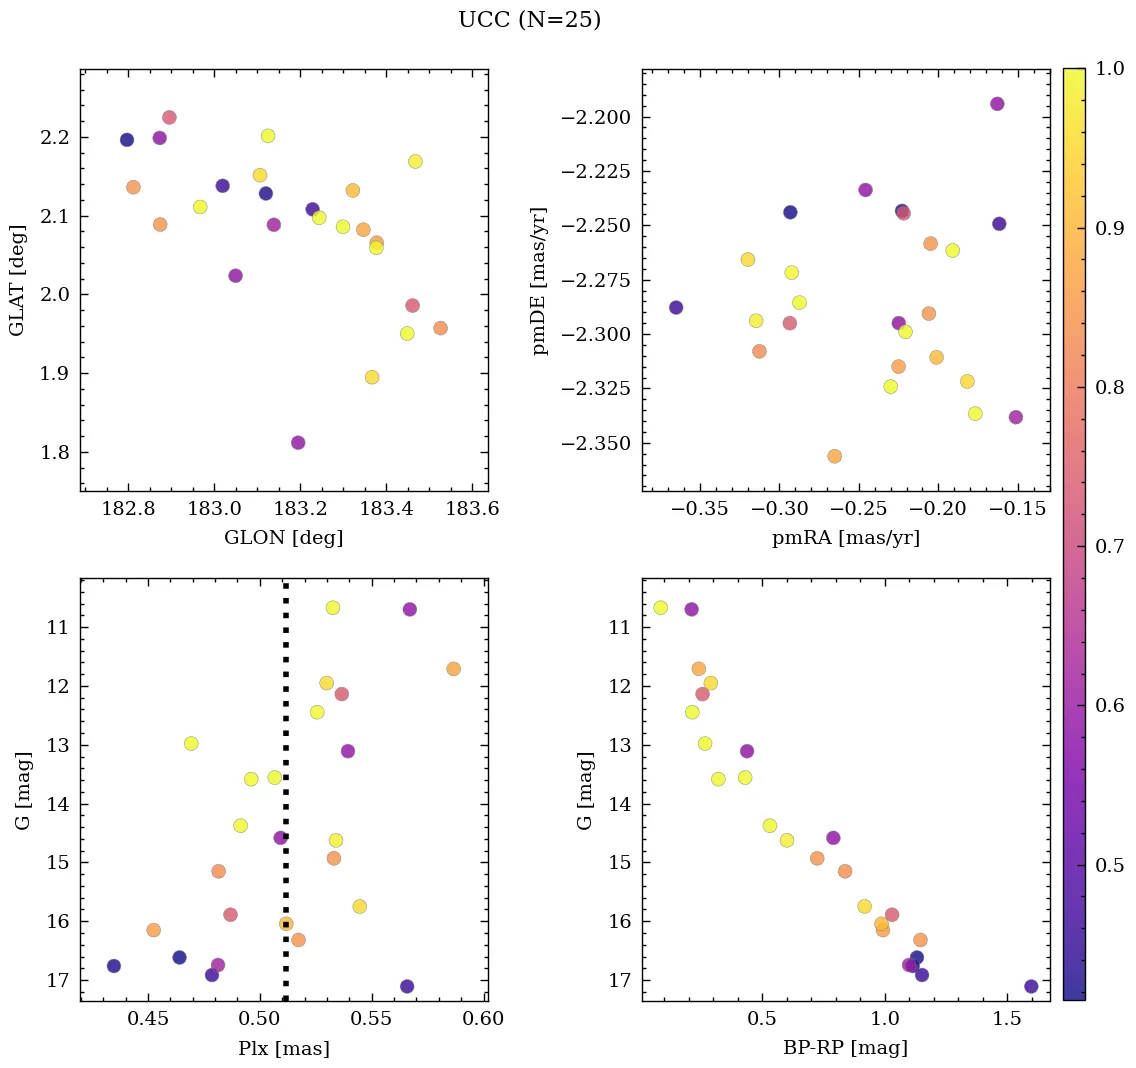 UCC (N=25)
2.2
2.1
2.0
1.9
1.8
GLAT [deg]
182.8 183.0 183.2 183.4 183.6
GLON [deg]
−2.200
−2.225
−2.250
−2.275
−2.300
−2.325
−2.350
pmDE [mas/yr]
−0.35 −0.30 −0.25 −0.20 −0.15
pmRA [mas/yr]
1.0
0.9
0.8
0.7
0.6
0.5
11
12
13
14
15
16
17
G [mag]
0.45 0.50 0.55 0.60
Plx [mas]
11
12
13
14
15
16
17
G [mag]
0.5 1.0 1.5
BP-RP [mag]